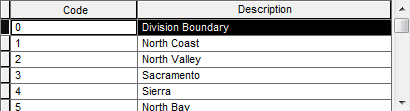 Code Description
0 Division Boundary
1 North Coast
2 North Valley
3 Sacramento
4 Sierra
5 North Bay